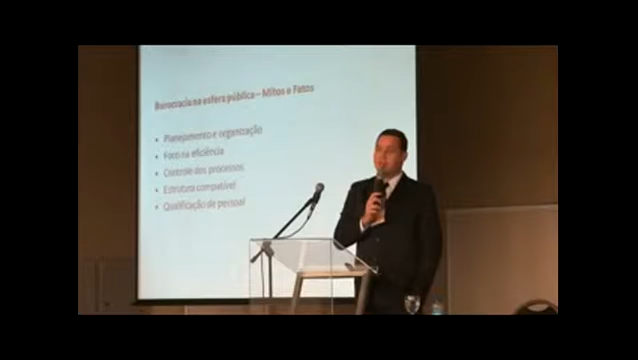 Burocracia na esfera pública – Mitos e Fatos
• Planejamento e organização
• Foco na eficiência
• Controle dos processos
• Estrutura compatível
• Qualificação de pessoal